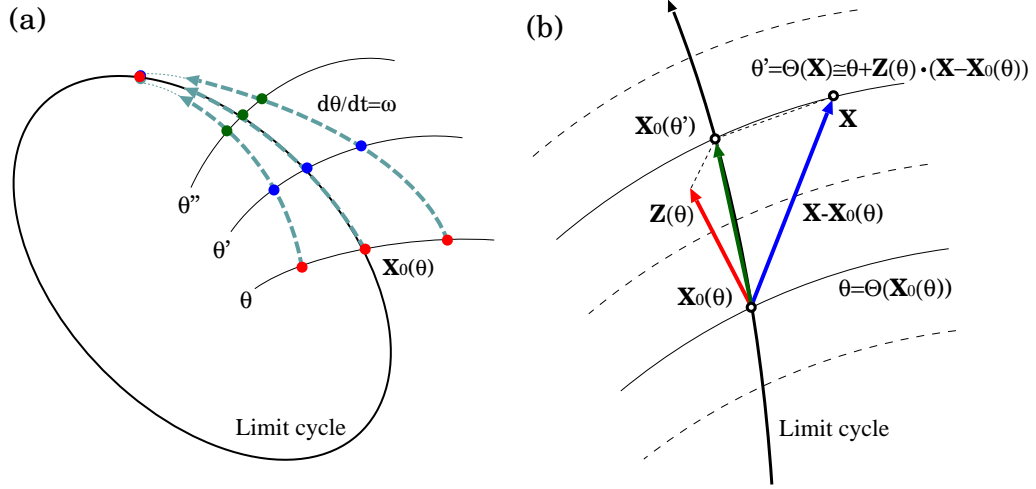 (a)
dθ/dt=ω
θ"
θ'
θ
X0(θ)
Limit cycle
(b)
θ'=Θ(X)≡θ+Z(θ)·(X−X0(θ))
X0(θ')
X
Z(θ)
X-X0(θ)
X0(θ)
θ=Θ(X0(θ))
Limit cycle